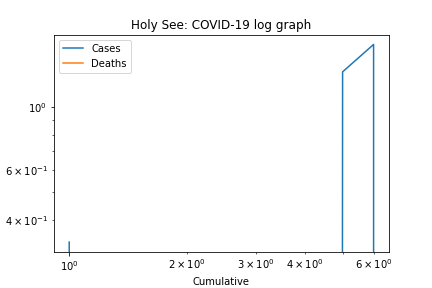 Holy See: COVID-19 log graph
Cases
Deaths
10⁰
6 × 10⁻¹
4 × 10⁻¹
10⁰ 2 × 10⁰ 3 × 10⁰ 4 × 10⁰ 6 × 10⁰
Cumulative